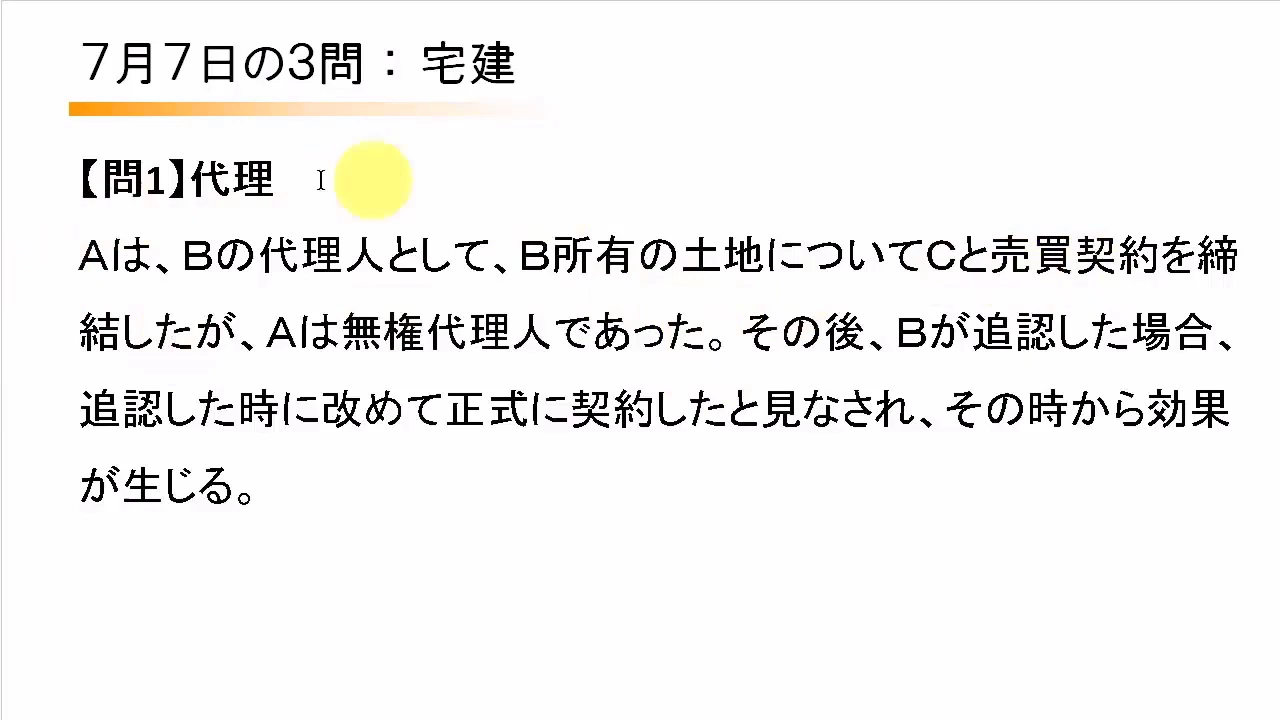 ７月７日の３問：宅建
【問1】代理
Ａは、Ｂの代理人として、Ｂ所有の土地についてＣと売買契約を締
結したが、Ａは無権代理人であった。その後、Ｂが追認した場合、
追認した時に改めて正式に契約したと見なされ、その時から効果
が生じる。